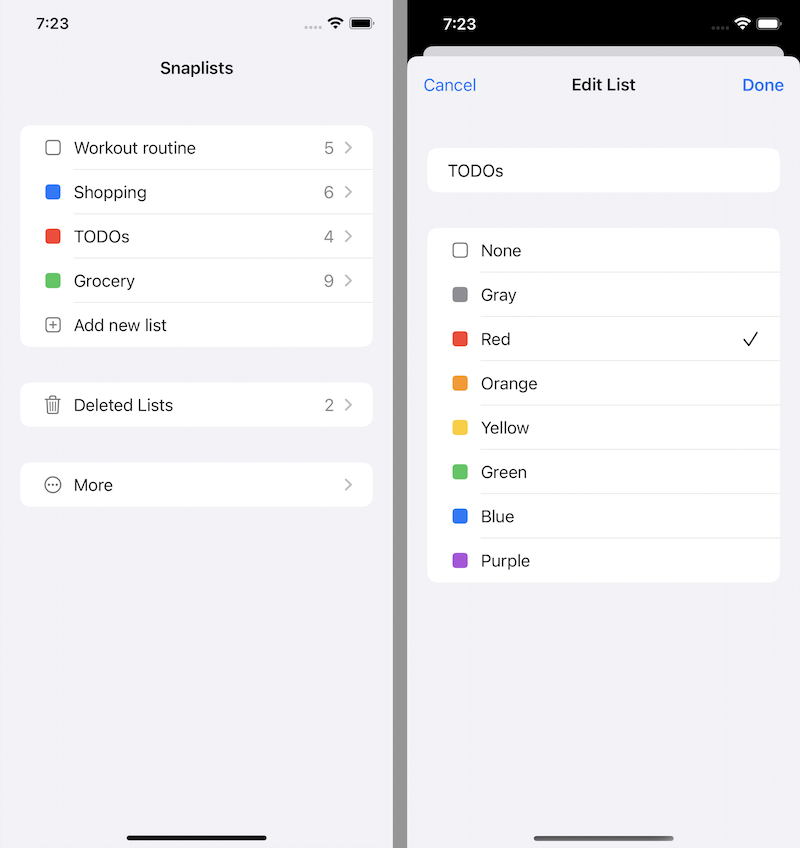 7:23
Snaplists
Workout routine 5
Shopping 6
TODOs 4
Grocery 9
Add new list
Deleted Lists 2
More
7:23
Cancel Edit List Done
TODOs
None
Gray
Red
Orange
Yellow
Green
Blue
Purple